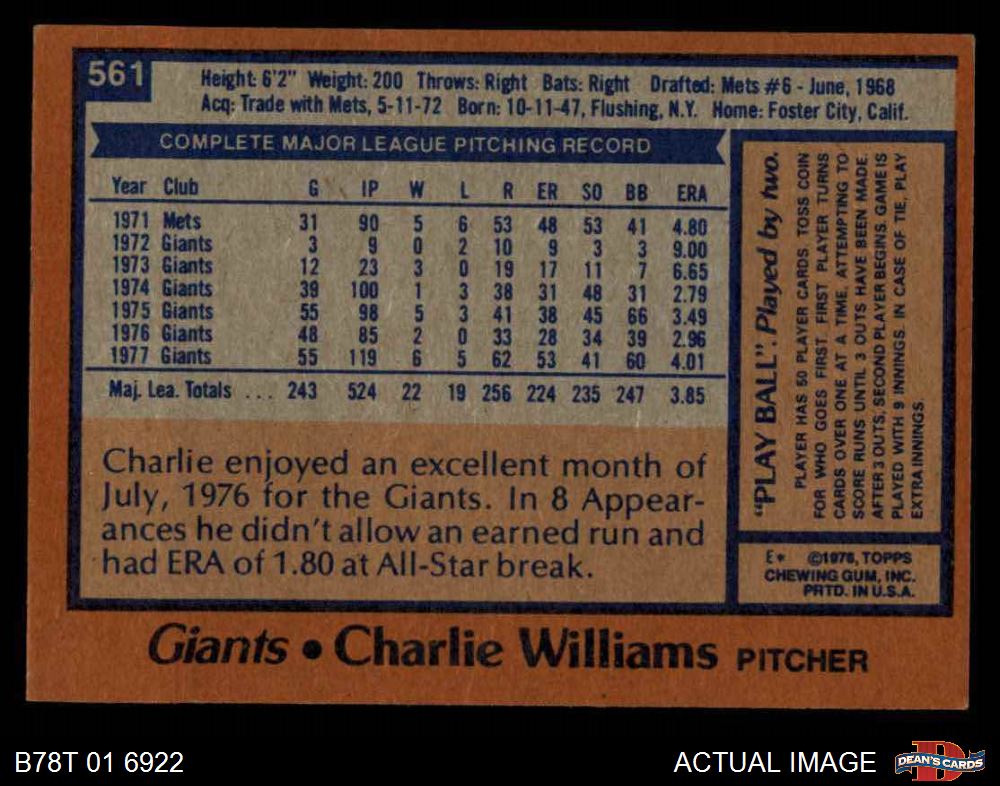 561
Height: 6'2" Weight: 200 Throws: Right Bats: Right Drafted: Mets #6 - June, 1968
Acq: Trade with Mets, 5-11-72 Born: 10-11-47, Flushing, N.Y. Home: Foster City, Calif.
COMPLETE MAJOR LEAGUE PITCHING RECORD
Year Club G IP W L R ER SO BB ERA
1971 Mets 31 90 5 6 53 48 53 41 4.80
1972 Giants 3 9 0 2 10 9 3 3 9.00
1973 Giants 12 23 3 0 19 17 11 7 6.65
1974 Giants 39 100 1 3 38 31 48 31 2.79
1975 Giants 55 98 5 3 41 38 45 66 3.49
1976 Giants 48 85 2 0 33 28 34 39 2.96
1977 Giants 55 119 6 5 62 53 41 60 4.01
Maj. Lea. Totals ... 243 524 22 19 256 224 235 247 3.85
Charlie enjoyed an excellent month of
July, 1976 for the Giants. In 8 Appear-
ances he didn't allow an earned run and
had ERA of 1.80 at All-Star break.
"PLAY BALL". Played by two.
PLAYER HAS 50 PLAYER CARDS TOSS COIN
FOR WHO GOES FIRST. FIRST PLAYER TURNS
CARDS OVER ONE AT A TIME, ATTEMPTING TO
SCORE RUNS UNTIL 3 OUTS HAVE BEEN MADE.
AFTER 3 OUTS, SECOND PLAYER BEGINS. GAME IS
PLAYED WITH 9 INNINGS. IN CASE OF TIE, PLAY
EXTRA INNINGS.
E* ©1978, TOPPS
CHEWING GUM, INC.
PRTD. IN U.S.A.
Giants • Charlie Williams PITCHER
B78T 01 6922
ACTUAL IMAGE
D
DEAN'S CARDS